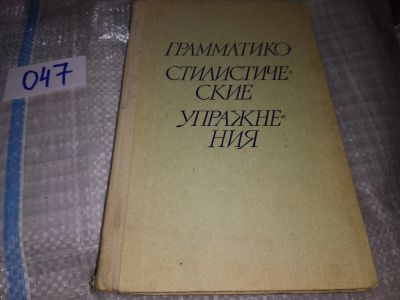 047
ГРАММАТИКО
СТИЛИСТИЧЕ-
СКИЕ
УПРАЖНЕ-
НИЯ